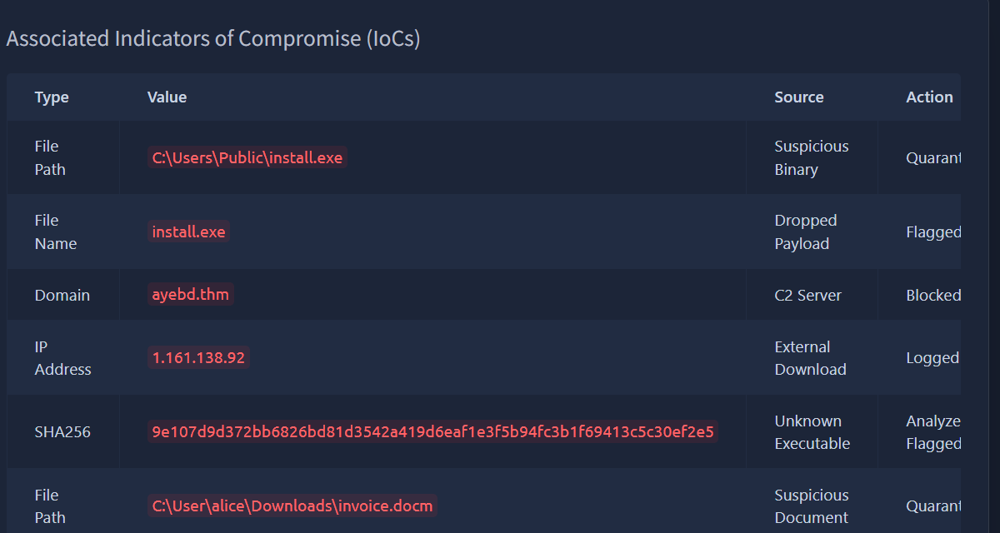 Associated Indicators of Compromise (IoCs)
Type Value Source Action
File Path C:\Users\Public\install.exe Suspicious Binary Quarant
File Name install.exe Dropped Payload Flagged
Domain ayebd.thm C2 Server Blocked
IP Address 1.161.138.92 External Download Logged
SHA256 9e107d9d372bb6826bd81d3542a419d6eaf1e3f5b94fc3b1f69413c5c30ef2e5 Unknown Executable Analyze Flagged
File Path C:\User\alice\Downloads\invoice.docm Suspicious Document Quarant